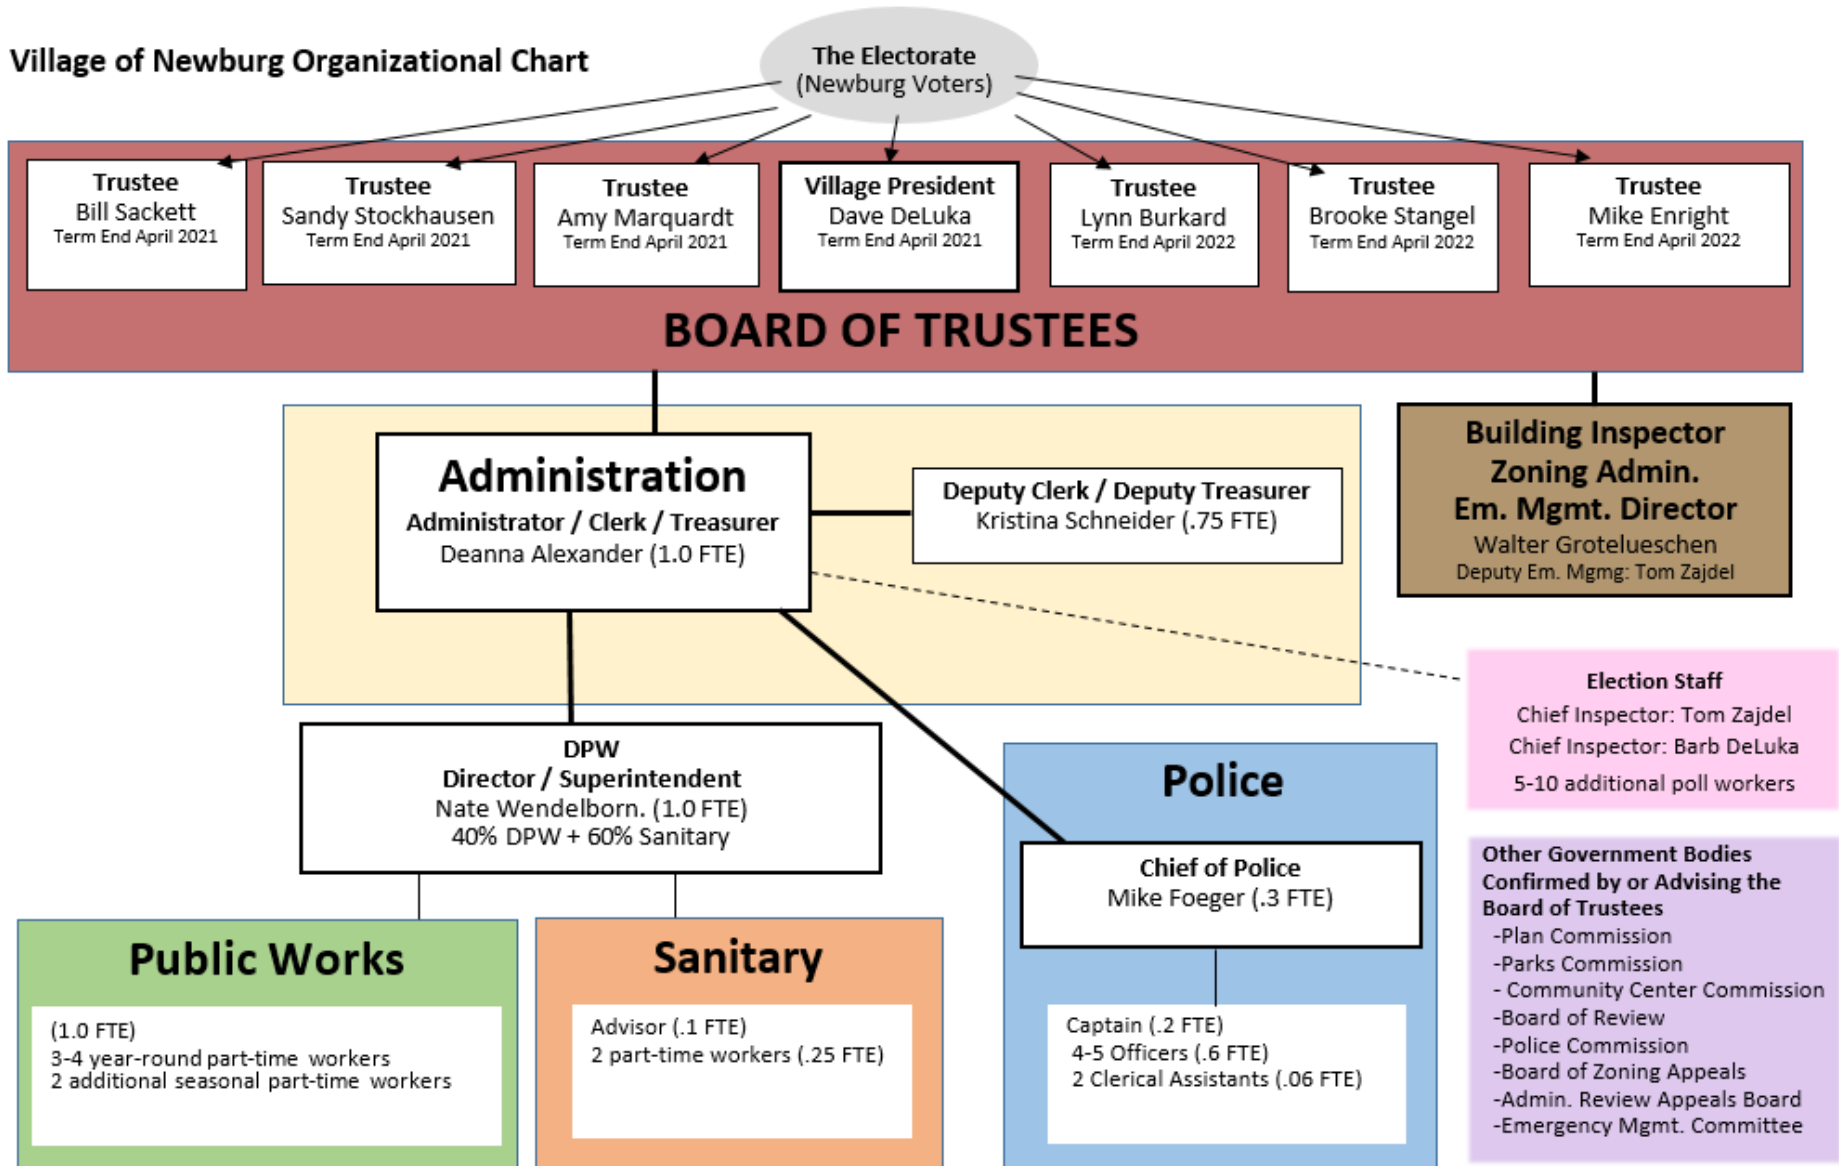 Village of Newburg Organizational Chart
The Electorate
(Newburg Voters)
Trustee
Bill Sackett
Term End April 2021
Trustee
Sandy Stockhausen
Term End April 2021
Trustee
Amy Marquardt
Term End April 2021
Village President
Dave DeLuka
Term End April 2021
Trustee
Lynn Burkard
Term End April 2022
Trustee
Brooke Stangel
Term End April 2022
Trustee
Mike Enright
Term End April 2022
BOARD OF TRUSTEES
Administration
Administrator / Clerk / Treasurer
Deanna Alexander (1.0 FTE)
Deputy Clerk / Deputy Treasurer
Kristina Schneider (.75 FTE)
Building Inspector
Zoning Admin.
Em. Mgmt. Director
Walter Grotelueschen
Deputy Em. Mgmg: Tom Zajdel
Election Staff
Chief Inspector: Tom Zajdel
Chief Inspector: Barb DeLuka
5-10 additional poll workers
DPW
Director / Superintendent
Nate Wendelborn. (1.0 FTE)
40% DPW + 60% Sanitary
Police
Chief of Police
Mike Foeger (.3 FTE)
Captain (.2 FTE)
4-5 Officers (.6 FTE)
2 Clerical Assistants (.06 FTE)
Public Works
(1.0 FTE)
3-4 year-round part-time workers
2 additional seasonal part-time workers
Sanitary
Advisor (.1 FTE)
2 part-time workers (.25 FTE)
Other Government Bodies
Confirmed by or Advising the
Board of Trustees
-Plan Commission
-Parks Commission
- Community Center Commission
-Board of Review
-Police Commission
-Board of Zoning Appeals
-Admin. Review Appeals Board
-Emergency Mgmt. Committee